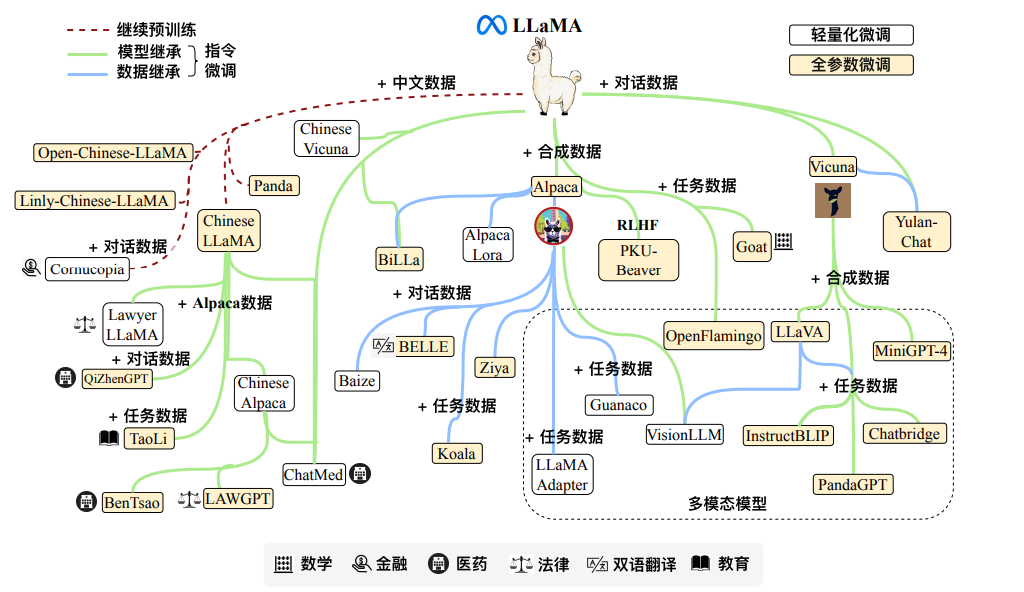 LLaMA
继续预训练
模型继承
数据继承
指令
微调
轻量化微调
全参数微调
+ 中文数据
+ 对话数据
Chinese
Vicuna
Open-Chinese-LLaMA
+ 合成数据
Vicuna
Panda
Alpaca
+ 任务数据
Linly-Chinese-LLaMA
Chinese
LLaMA
Alpaca
Lora
RLHF
PKU-
Beaver
Goat
Yulan-
Chat
+ 对话数据
Cornucopia
BiLLa
+ 合成数据
+ 对话数据
+ Alpaca数据
Lawyer
LLaMA
OpenFlamingo
LLaVA
MiniGPT-4
BELLE
+ 对话数据
QiZhenGPT
Baize
Ziya
+ 任务数据
+ 任务数据
Chinese
Alpaca
Guanaco
+ 任务数据
+ 任务数据
TaoLi
+ 任务数据
VisionLLM
InstructBLIP
Chatbridge
Koala
ChatMed
LLaMA
Adapter
PandaGPT
BenTsao
LAWGPT
多模态模型
数学
金融
医药
法律
双语翻译
教育